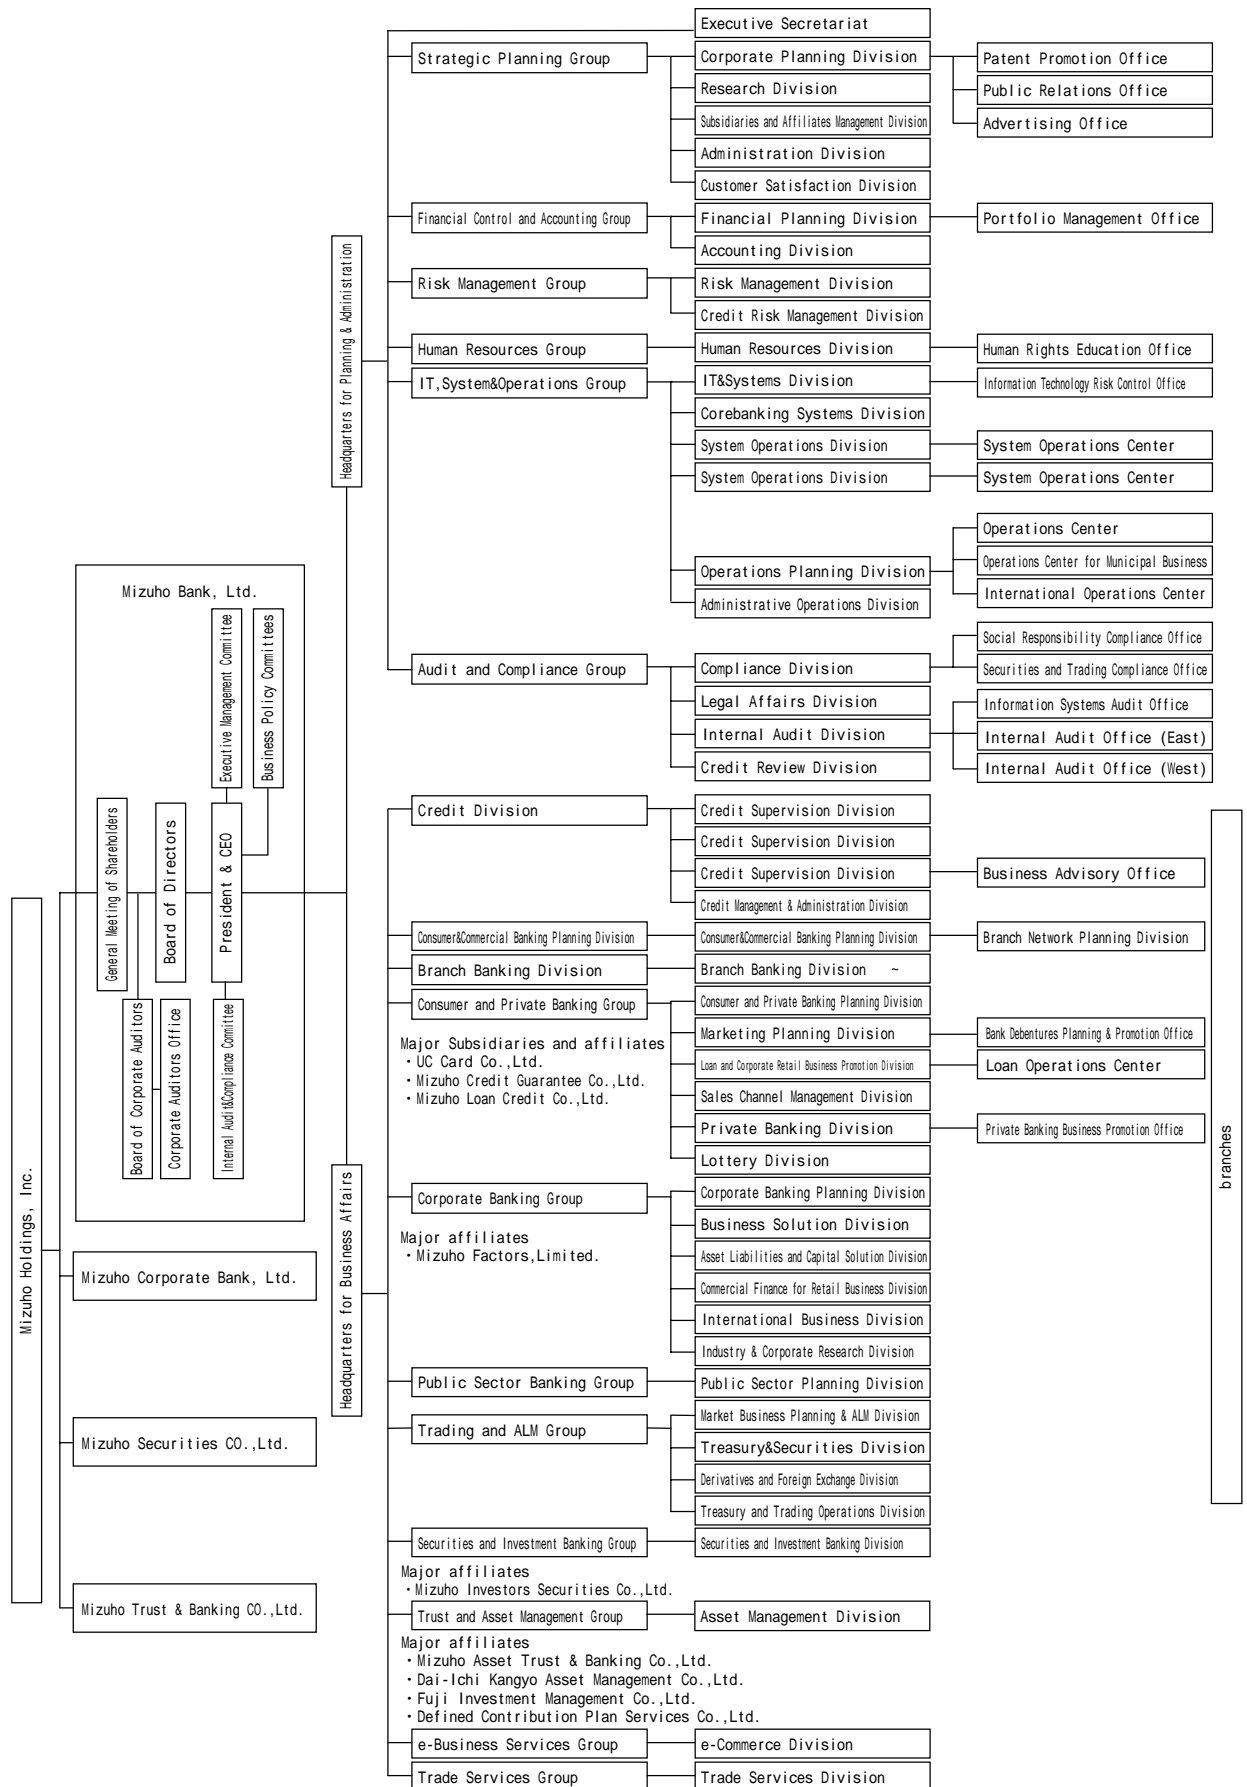 Mizuho Holdings, Inc.
Mizuho Bank, Ltd.
General Meeting of Shareholders
Board of Directors
President & CEO
Executive Management Committee
Business Policy Committees
Board of Corporate Auditors
Corporate Auditors Office
Internal Audit&Compliance Committee
Mizuho Corporate Bank, Ltd.
Mizuho Securities CO.,Ltd.
Mizuho Trust & Banking CO.,Ltd.
Headquarters for Planning & Administration
Executive Secretariat
Strategic Planning Group
Corporate Planning Division
Patent Promotion Office
Public Relations Office
Advertising Office
Research Division
Subsidiaries and Affiliates Management Division
Administration Division
Customer Satisfaction Division
Financial Control and Accounting Group
Financial Planning Division
Portfolio Management Office
Accounting Division
Risk Management Group
Risk Management Division
Credit Risk Management Division
Human Resources Group
Human Resources Division
Human Rights Education Office
IT,System&Operations Group
IT&Systems Division
Information Technology Risk Control Office
Corebanking Systems Division
System Operations Division
System Operations Center
System Operations Division
System Operations Center
Operations Planning Division
Operations Center
Operations Center for Municipal Business
International Operations Center
Administrative Operations Division
Audit and Compliance Group
Compliance Division
Social Responsibility Compliance Office
Securities and Trading Compliance Office
Legal Affairs Division
Internal Audit Division
Information Systems Audit Office
Internal Audit Office (East)
Internal Audit Office (West)
Credit Review Division
Headquarters for Business Affairs
Credit Division
Credit Supervision Division
Credit Supervision Division
Credit Supervision Division
Business Advisory Office
Credit Management & Administration Division
Consumer&Commercial Banking Planning Division
Consumer&Commercial Banking Planning Division
Branch Network Planning Division
Branch Banking Division
Branch Banking Division ~
Consumer and Private Banking Group
Consumer and Private Banking Planning Division
Major Subsidiaries and affiliates
・UC Card Co.,Ltd.
・Mizuho Credit Guarantee Co.,Ltd.
・Mizuho Loan Credit Co.,Ltd.
Marketing Planning Division
Bank Debentures Planning & Promotion Office
Loan and Corporate Retail Business Promotion Division
Loan Operations Center
Sales Channel Management Division
Private Banking Division
Private Banking Business Promotion Office
Lottery Division
Corporate Banking Group
Corporate Banking Planning Division
Major affiliates
・Mizuho Factors,Limited.
Business Solution Division
Asset Liabilities and Capital Solution Division
Commercial Finance for Retail Business Division
International Business Division
Industry & Corporate Research Division
Public Sector Banking Group
Public Sector Planning Division
Trading and ALM Group
Market Business Planning & ALM Division
Treasury&Securities Division
Derivatives and Foreign Exchange Division
Treasury and Trading Operations Division
Securities and Investment Banking Group
Securities and Investment Banking Division
Major affiliates
・Mizuho Investors Securities Co.,Ltd.
Trust and Asset Management Group
Asset Management Division
Major affiliates
・Mizuho Asset Trust & Banking Co.,Ltd.
・Dai-Ichi Kangyo Asset Management Co.,Ltd.
・Fuji Investment Management Co.,Ltd.
・Defined Contribution Plan Services Co.,Ltd.
e-Business Services Group
e-Commerce Division
Trade Services Group
Trade Services Division
branches